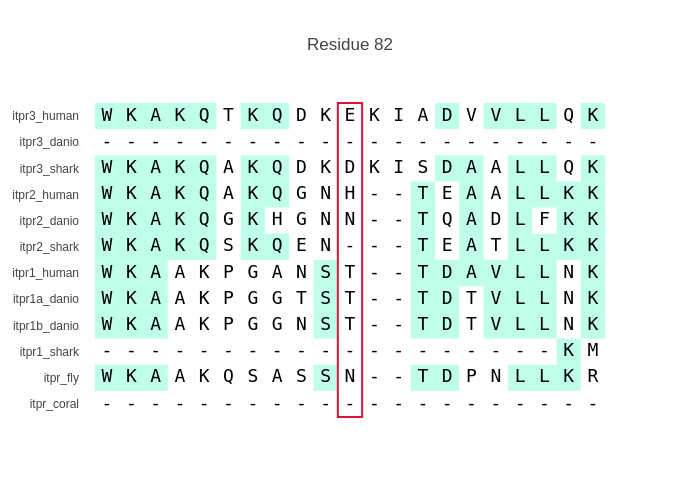 Residue 82
itpr3_human W K A K Q T K Q D K E K I A D V V L L Q K
itpr3_danio - - - - - - - - - - - - - - - - - - - - -
itpr3_shark W K A K Q A K Q D K D K I S D A A L L Q K
itpr2_human W K A K Q A K Q G N H - - T E A A L L K K
itpr2_danio W K A K Q G K H G N N - - T Q A D L F K K
itpr2_shark W K A K Q S K Q E N - - - T E A T L L K K
itpr1_human W K A A K P G A N S T - - T D A V L L N K
itpr1a_danio W K A A K P G G T S T - - T D T V L L N K
itpr1b_danio W K A A K P G G N S T - - T D T V L L N K
itpr1_shark - - - - - - - - - - - - - - - - - - - K M
itpr_fly W K A A K Q S A S S N - - T D P N L L K R
itpr_coral - - - - - - - - - - - - - - - - - - - - -